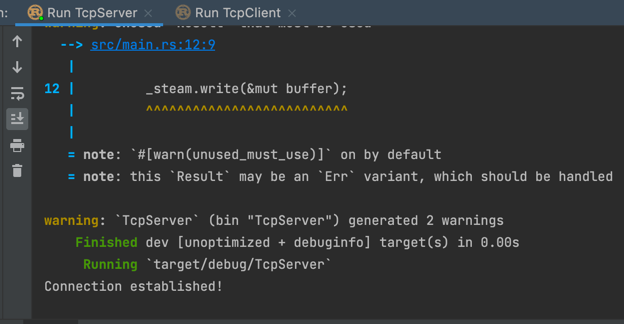 n: Run TcpServer × Run TcpClient ×
--> src/main.rs:12:9
|
12 | _steam.write(&mut buffer);
| ^^^^^^^^^^^^^^^^^^^^^^^^^^
|
= note: `#[warn(unused_must_use)]` on by default
= note: this `Result` may be an `Err` variant, which should be handled
warning: `TcpServer` (bin "TcpServer") generated 2 warnings
Finished dev [unoptimized + debuginfo] target(s) in 0.00s
Running `target/debug/TcpServer`
Connection established!